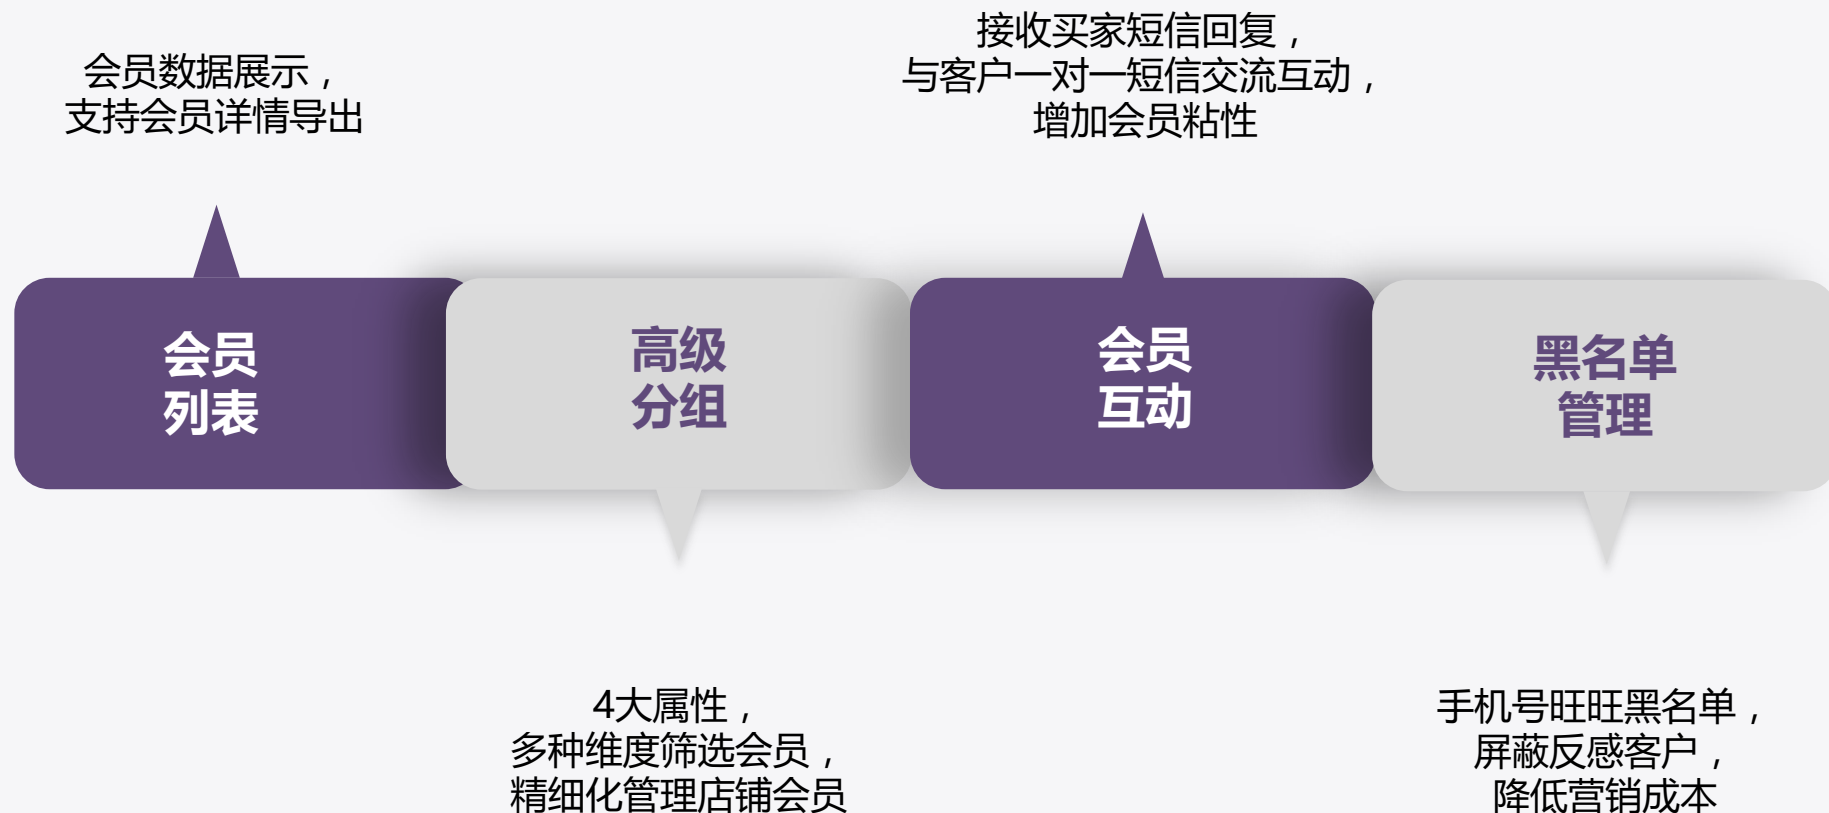 会员数据展示，
支持会员详情导出
接收买家短信回复，
与客户一对一短信交流互动，
增加会员粘性
会员
列表
高级
分组
会员
互动
黑名单
管理
4大属性，
多种维度筛选会员，
精细化管理店铺会员
手机号旺旺黑名单，
屏蔽反感客户，
降低营销成本